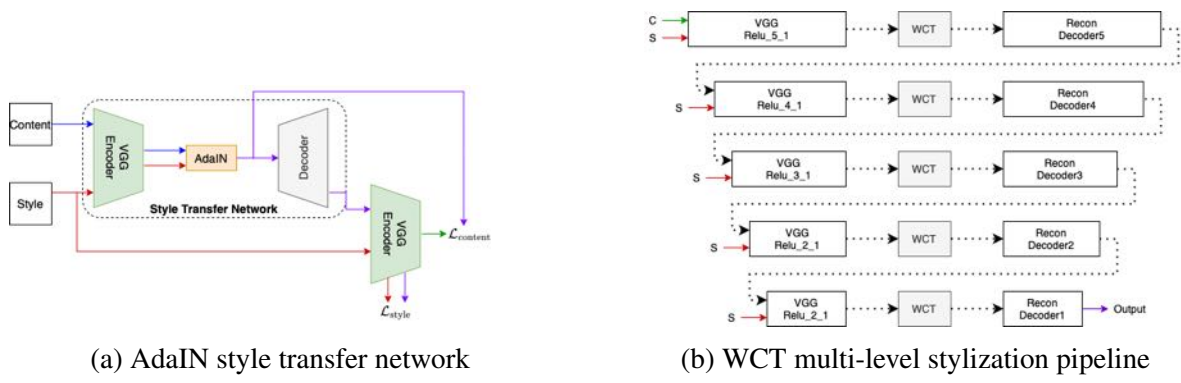 Content
Style
VGG
Encoder
AdaIN
Decoder
Style Transfer Network
VGG
Encoder
ℒcontent
ℒstyle
(a) AdaIN style transfer network
C
S
VGG
Relu_5_1
WCT
Recon
Decoder5
S
VGG
Relu_4_1
WCT
Recon
Decoder4
S
VGG
Relu_3_1
WCT
Recon
Decoder3
S
VGG
Relu_2_1
WCT
Recon
Decoder2
S
VGG
Relu_2_1
WCT
Recon
Decoder1
Output
(b) WCT multi-level stylization pipeline